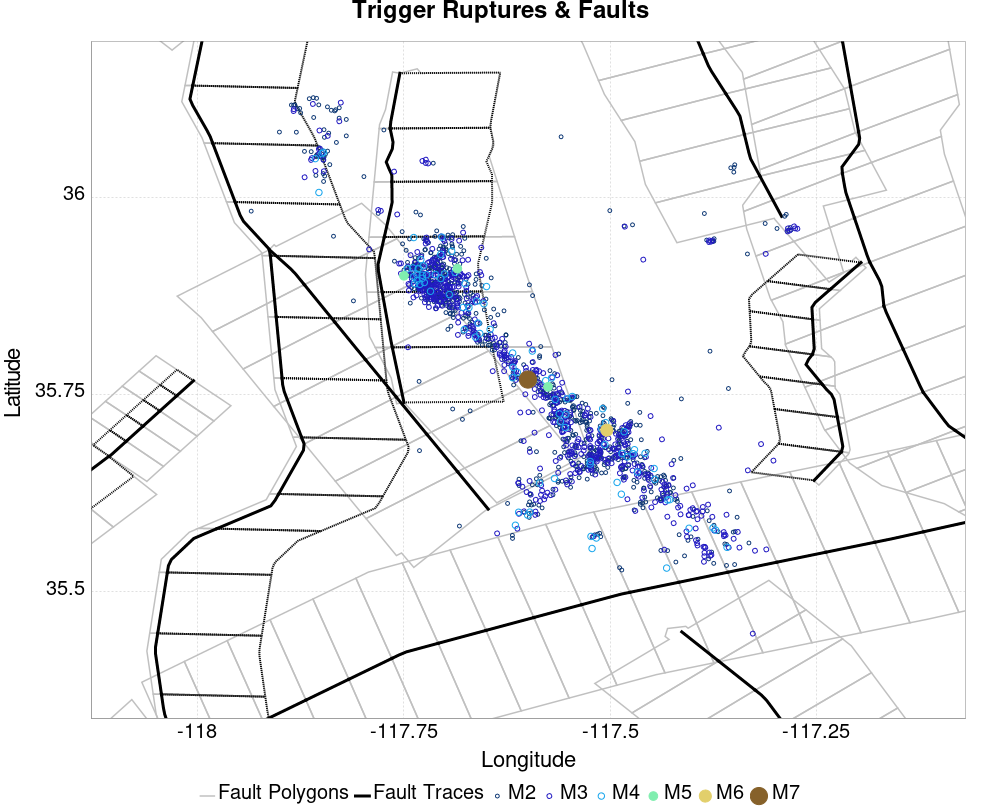 Trigger Ruptures & Faults
36
35.75
35.5
Latitude
-118 -117.75 -117.5 -117.25
Longitude
Fault Polygons Fault Traces M2 M3 M4 M5 M6 M7